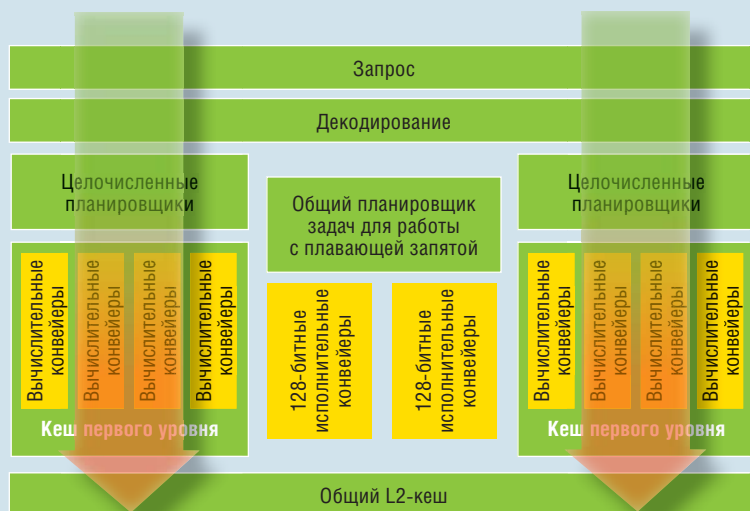 Запрос
Декодирование
Целочисленные
планировщики
Общий планировщик
задач для работы
с плавающей запятой
Целочисленные
планировщики
Вычислительные
конвейеры
Вычислительные
конвейеры
Вычислительные
конвейеры
Вычислительные
конвейеры
Кеш первого уровня
128-битные
исполнительные
конвейеры
128-битные
исполнительные
конвейеры
Вычислительные
конвейеры
Вычислительные
конвейеры
Вычислительные
конвейеры
Вычислительные
конвейеры
Кеш первого уровня
Общий L2-кеш